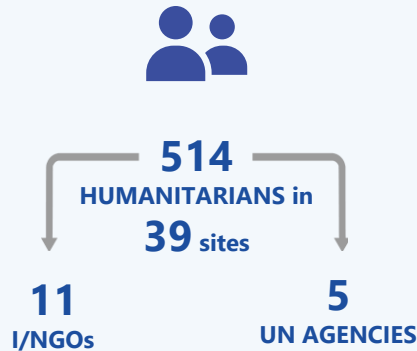 514
HUMANITARIANS in
39 sites
11
I/NGOs
5
UN AGENCIES